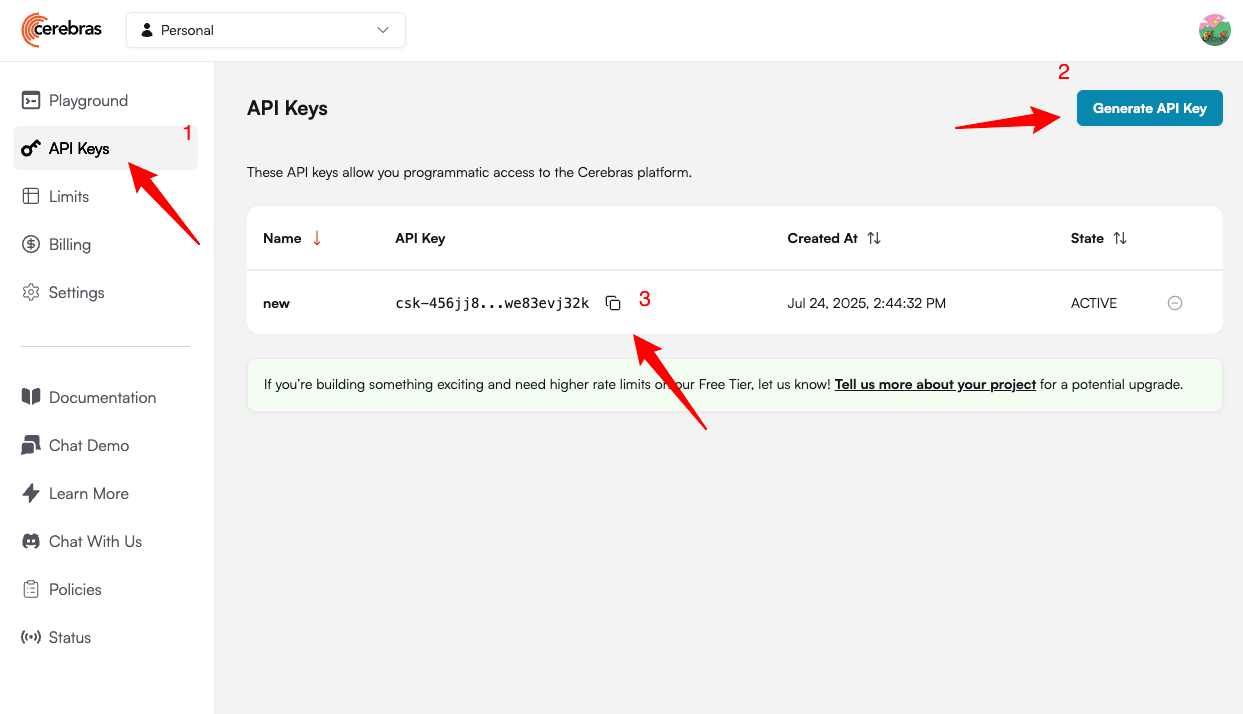 cerebras
Personal
Playground
API Keys
1
Limits
Billing
Settings
Documentation
Chat Demo
Learn More
Chat With Us
Policies
Status
2
API Keys
Generate API Key
These API keys allow you programmatic access to the Cerebras platform.
Name API Key Created At State
new csk-456jj8...we83evj32k 3 Jul 24, 2025, 2:44:32 PM ACTIVE
If you're building something exciting and need higher rate limits on our Free Tier, let us know! Tell us more about your project for a potential upgrade.